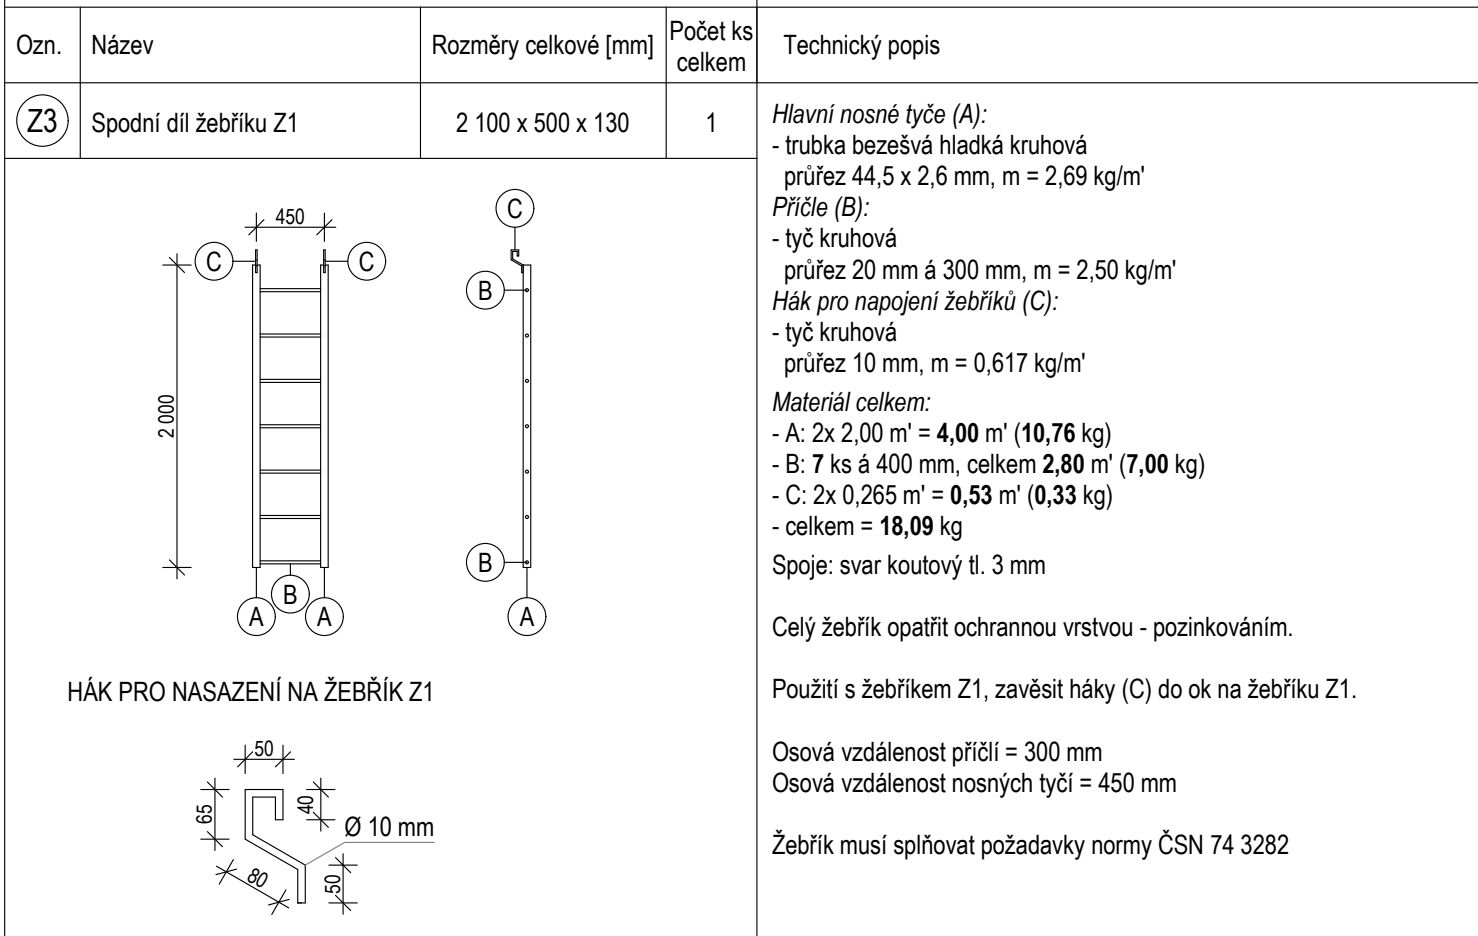 Ozn.
Název
Rozměry celkové [mm]
Počet ks
celkem
Technický popis
Z3
Spodní díl žebříku Z1
2 100 x 500 x 130
1
Hlavní nosné tyče (A):
- trubka bezešvá hladká kruhová
průřez 44,5 x 2,6 mm, m = 2,69 kg/m'
Příčle (B):
- tyč kruhová
průřez 20 mm á 300 mm, m = 2,50 kg/m'
Hák pro napojení žebříků (C):
- tyč kruhová
průřez 10 mm, m = 0,617 kg/m'
Materiál celkem:
- A: 2x 2,00 m' = 4,00 m' (10,76 kg)
- B: 7 ks á 400 mm, celkem 2,80 m' (7,00 kg)
- C: 2x 0,265 m' = 0,53 m' (0,33 kg)
- celkem = 18,09 kg
Spoje: svar koutový tl. 3 mm
Celý žebřík opatřit ochrannou vrstvou - pozinkováním.
Použití s žebříkem Z1, zavěsit háky (C) do ok na žebříku Z1.
Osová vzdálenost příčlí = 300 mm
Osová vzdálenost nosných tyčí = 450 mm
Žebřík musí splňovat požadavky normy ČSN 74 3282
450
C
C
2 000
A
B
A
C
B
B
A
HÁK PRO NASAZENÍ NA ŽEBŘÍK Z1
50
65
40
Ø 10 mm
80
50